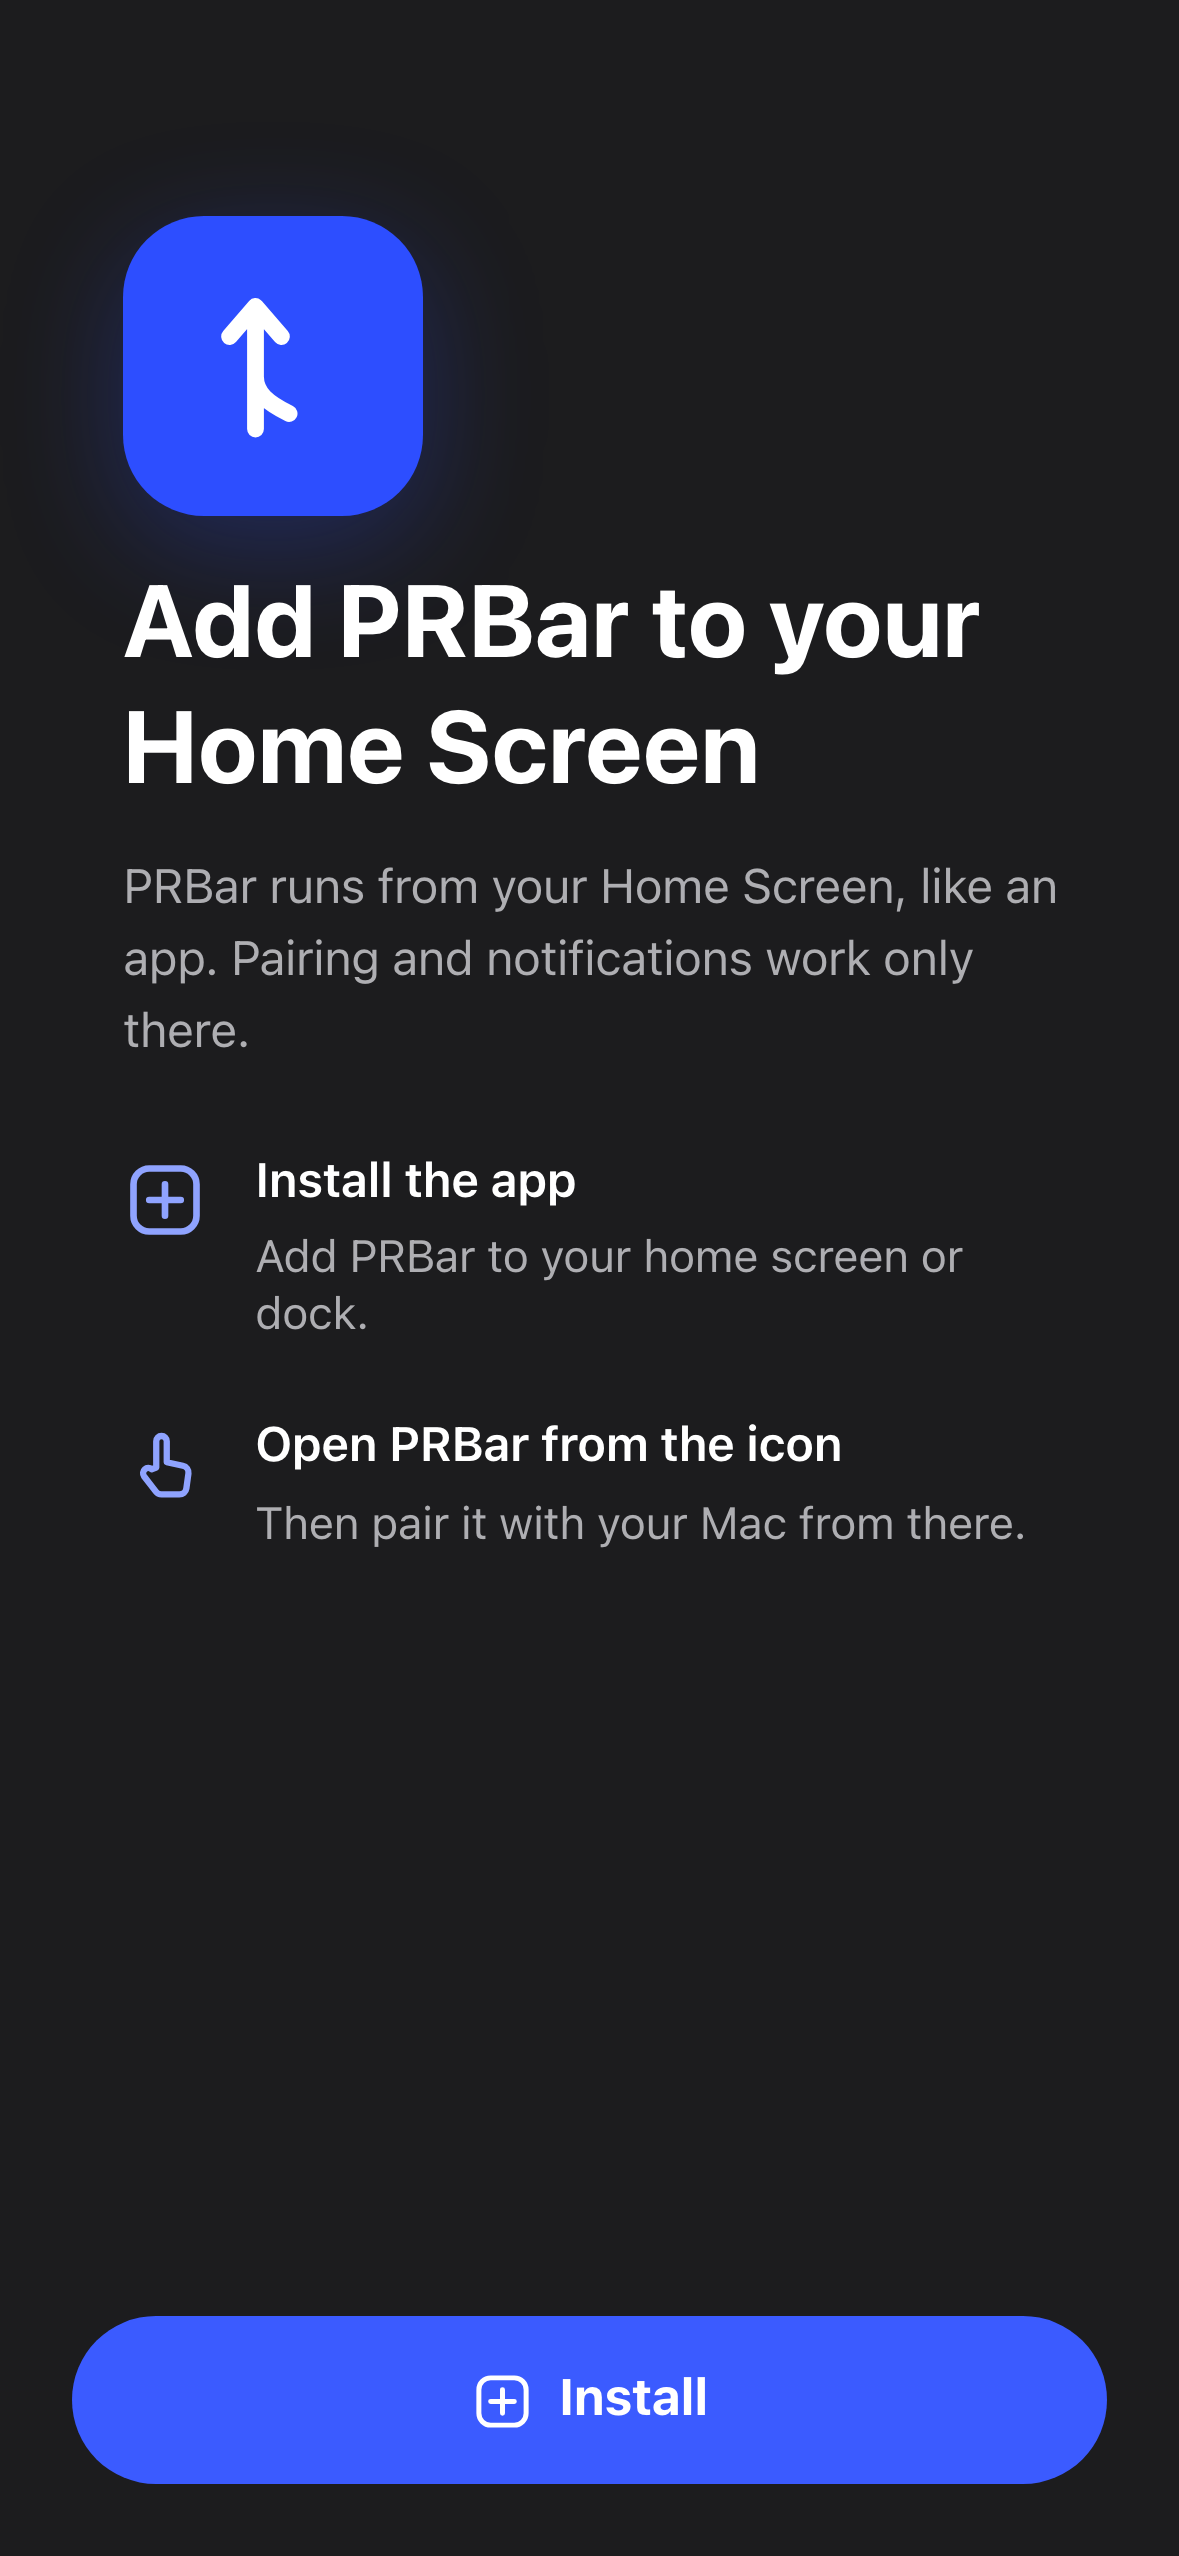 Add PRBar to your
Home Screen
PRBar runs from your Home Screen, like an
app. Pairing and notifications work only
there.
Install the app
Add PRBar to your home screen or
dock.
Open PRBar from the icon
Then pair it with your Mac from there.
Install